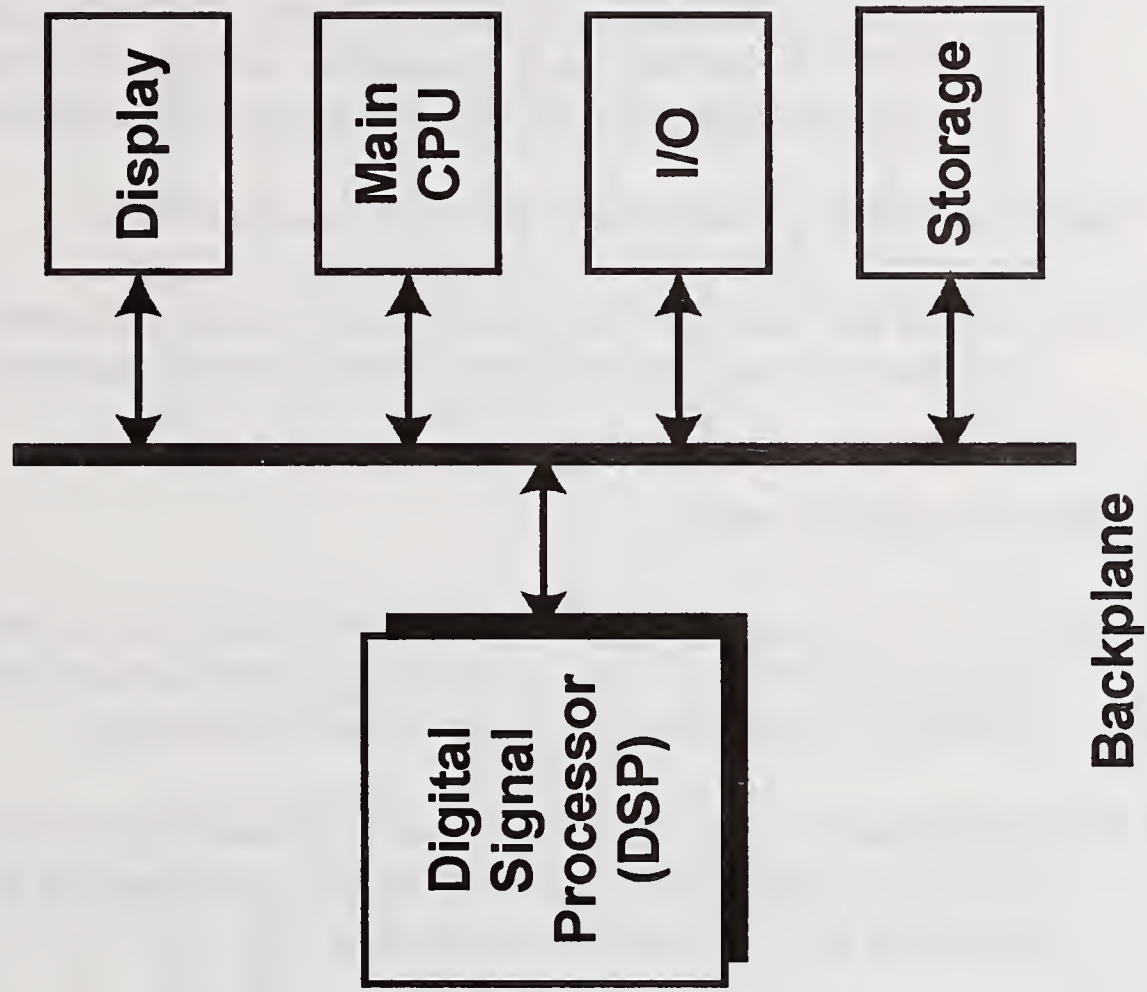 Digital
Signal
Processor
(DSP)
Display
Main
CPU
I/O
Storage
Backplane